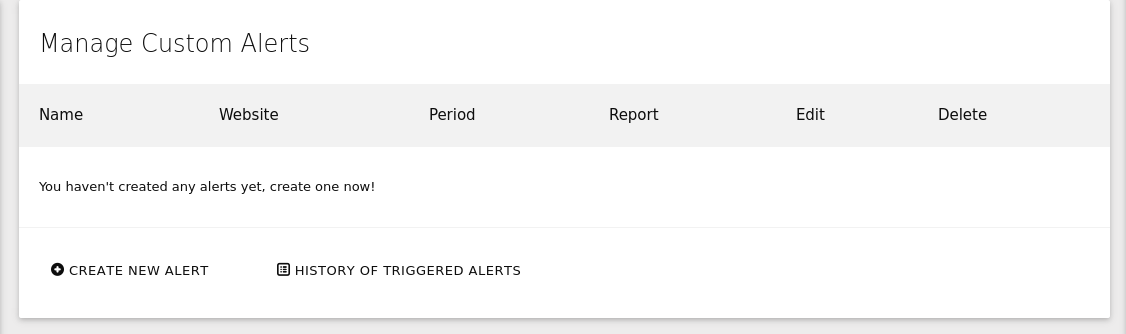 Manage Custom Alerts
Name Website Period Report Edit Delete
You haven't created any alerts yet, create one now!
CREATE NEW ALERT HISTORY OF TRIGGERED ALERTS